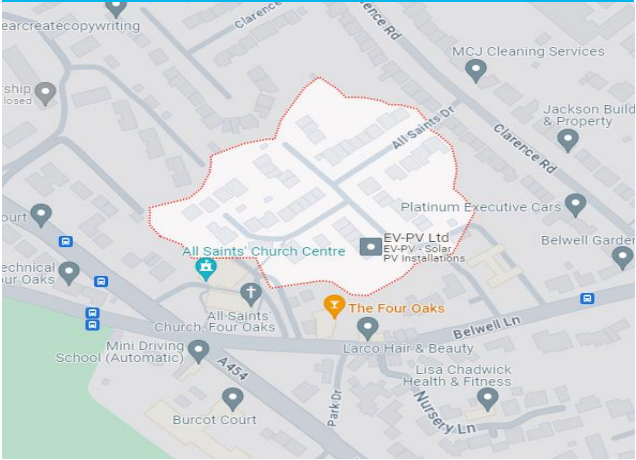 earcreatecopywriting
Clarence
Clarence Rd
MCJ Cleaning Services
rship
losed
All Saints Dr
Jackson Build
& Property
Clarence Rd
Platinum Executive Cars
ourt
EV-PV Ltd
EV-PV - Solar
PV Installations
Belwell Garden
All Saints' Church Centre
echnical
our Oaks
The Four Oaks
All Saints'
Church, Four Oaks
Belwell Ln
Mini Driving
School (Automatic)
Larco Hair & Beauty
A454
Lisa Chadwick
Health & Fitness
Park Dr
Burcot Court
Nursery Ln